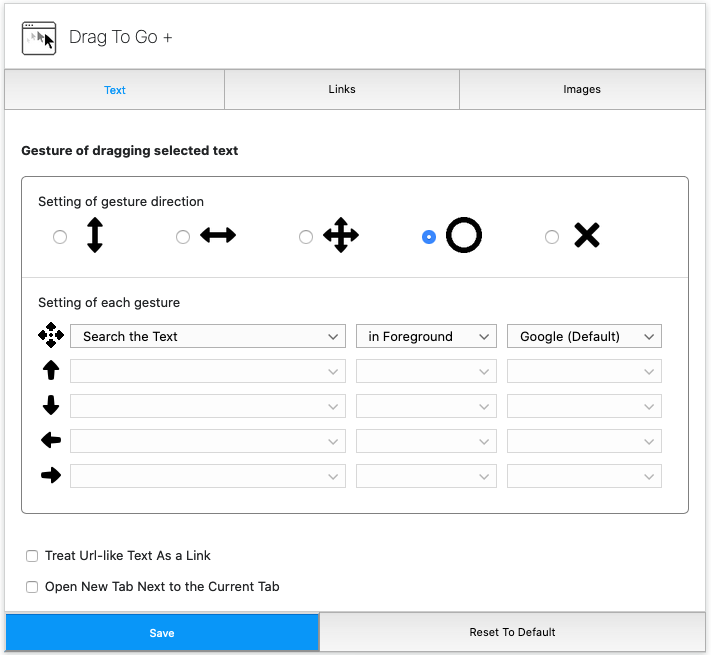 Drag To Go +
Text
Links
Images
Gesture of dragging selected text
Setting of gesture direction
Setting of each gesture
Search the Text
in Foreground
Google (Default)
Treat Url-like Text As a Link
Open New Tab Next to the Current Tab
Save
Reset To Default